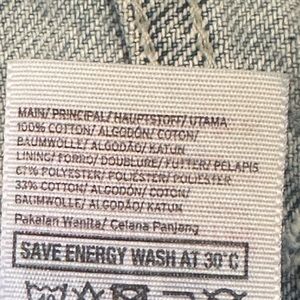 MAIN/ PRINCIPAL/ HAUPTSTOFF/ UTAMA
100% COTTON/ ALGODÓN/ COTON/
BAUMWOLLE/ ALGODÃO/ KATUN
LINING/ FORRO/ DOUBLURE/ FUTTER/ PELAPIS
67% POLYESTER/ POLIÉSTER/ POLIESTER
33% COTTON/ ALGODÓN/ COTON/
BAUMWOLLE/ ALGODÃO/ KATUN
Pakaian Wanita/ Celana Panjang
SAVE ENERGY WASH AT 30°C